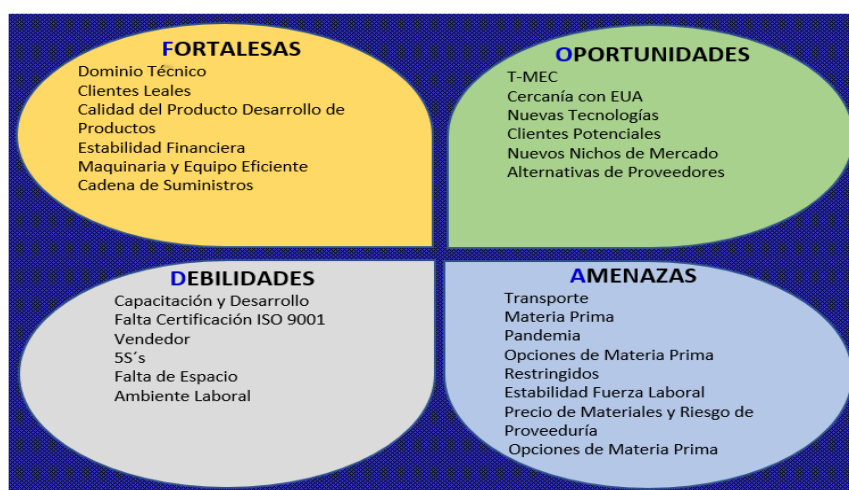 FORTALESAS
Dominio Técnico
Clientes Leales
Calidad del Producto Desarrollo de
Productos
Estabilidad Financiera
Maquinaria y Equipo Eficiente
Cadena de Suministros
OPORTUNIDADES
T-MEC
Cercanía con EUA
Nuevas Tecnologías
Clientes Potenciales
Nuevos Nichos de Mercado
Alternativas de Proveedores
DEBILIDADES
Capacitación y Desarrollo
Falta Certificación ISO 9001
Vendedor
5S´s
Falta de Espacio
Ambiente Laboral
AMENAZAS
Transporte
Materia Prima
Pandemia
Opciones de Materia Prima
Restringidos
Estabilidad Fuerza Laboral
Precio de Materiales y Riesgo de
Proveeduría
Opciones de Materia Prima